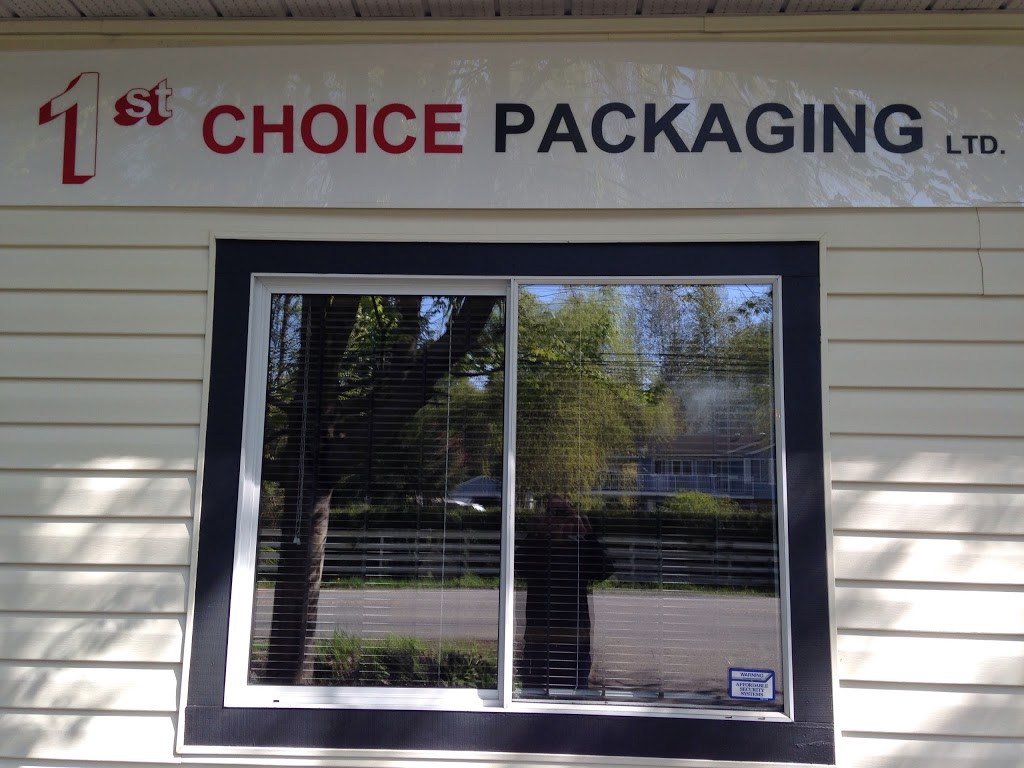 1st CHOICE PACKAGING LTD.
WARNING
AFFORDABLE
SECURITY
SYSTEMS